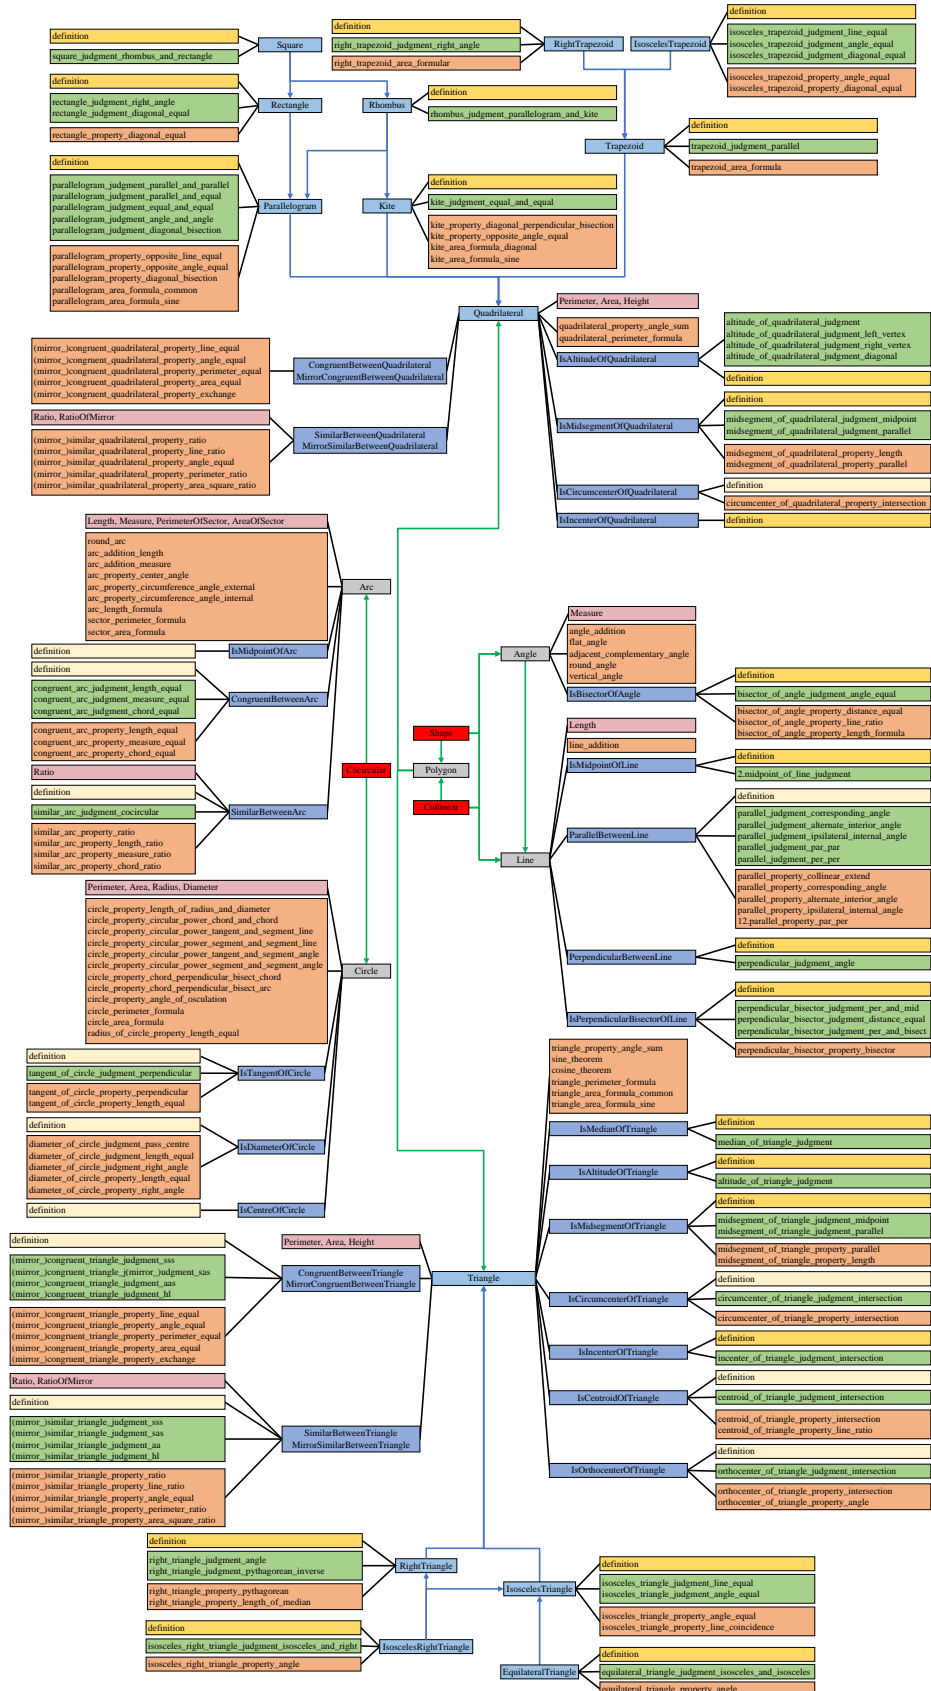 definition
square_judgment_rhombus_and_rectangle
Square
definition
right_trapezoid_judgment_right_angle
right_trapezoid_area_formular
RightTrapezoid
IsoscelesTrapezoid
definition
isosceles_trapezoid_judgment_line_equal
isosceles_trapezoid_judgment_angle_equal
isosceles_trapezoid_judgment_diagonal_equal
isosceles_trapezoid_property_angle_equal
isosceles_trapezoid_property_diagonal_equal
definition
rectangle_judgment_right_angle
rectangle_judgment_diagonal_equal
rectangle_property_diagonal_equal
Rectangle
Rhombus
definition
rhombus_judgment_parallelogram_and_kite
Trapezoid
definition
trapezoid_judgment_parallel
trapezoid_area_formula
definition
parallelogram_judgment_parallel_and_parallel
parallelogram_judgment_parallel_and_equal
parallelogram_judgment_equal_and_equal
parallelogram_judgment_angle_and_angle
parallelogram_judgment_diagonal_bisection
parallelogram_property_opposite_line_equal
parallelogram_property_opposite_angle_equal
parallelogram_property_diagonal_bisection
parallelogram_area_formula_common
parallelogram_area_formula_sine
Parallelogram
Kite
definition
kite_judgment_equal_and_equal
kite_property_diagonal_perpendicular_bisection
kite_property_opposite_angle_equal
kite_area_formula_diagonal
kite_area_formula_sine
Quadrilateral
Perimeter, Area, Height
quadrilateral_property_angle_sum
quadrilateral_perimeter_formula
IsAltitudeOfQuadrilateral
altitude_of_quadrilateral_judgment
altitude_of_quadrilateral_judgment_left_vertex
altitude_of_quadrilateral_judgment_right_vertex
altitude_of_quadrilateral_judgment_diagonal
definition
(mirror_)congruent_quadrilateral_property_line_equal
(mirror_)congruent_quadrilateral_property_angle_equal
(mirror_)congruent_quadrilateral_property_perimeter_equal
(mirror_)congruent_quadrilateral_property_area_equal
(mirror_)congruent_quadrilateral_property_exchange
CongruentBetweenQuadrilateral
MirrorCongruentBetweenQuadrilateral
Ratio, RatioOfMirror
(mirror_)similar_quadrilateral_property_ratio
(mirror_)similar_quadrilateral_property_line_ratio
(mirror_)similar_quadrilateral_property_angle_equal
(mirror_)similar_quadrilateral_property_perimeter_ratio
(mirror_)similar_quadrilateral_property_area_square_ratio
SimilarBetweenQuadrilateral
MirrorSimilarBetweenQuadrilateral
IsMidsegmentOfQuadrilateral
definition
midsegment_of_quadrilateral_judgment_midpoint
midsegment_of_quadrilateral_judgment_parallel
midsegment_of_quadrilateral_property_length
midsegment_of_quadrilateral_property_parallel
IsCircumcenterOfQuadrilateral
definition
circumcenter_of_quadrilateral_property_intersection
IsIncenterOfQuadrilateral
definition
Length, Measure, PerimeterOfSector, AreaOfSector
round_arc
arc_addition_length
arc_addition_measure
arc_property_center_angle
arc_property_circumference_angle_external
arc_property_circumference_angle_internal
arc_length_formula
sector_perimeter_formula
sector_area_formula
Arc
definition
IsMidpointOfArc
definition
congruent_arc_judgment_length_equal
congruent_arc_judgment_measure_equal
congruent_arc_judgment_chord_equal
congruent_arc_property_length_equal
congruent_arc_property_measure_equal
congruent_arc_property_chord_equal
CongruentBetweenArc
Ratio
definition
similar_arc_judgment_cocircular
similar_arc_property_ratio
similar_arc_property_length_ratio
similar_arc_property_measure_ratio
similar_arc_property_chord_ratio
SimilarBetweenArc
Cocircular
Shape
Polygon
Collinear
Angle
Measure
angle_addition
flat_angle
adjacent_complementary_angle
round_angle
vertical_angle
IsBisectorOfAngle
definition
bisector_of_angle_judgment_angle_equal
bisector_of_angle_property_distance_equal
bisector_of_angle_property_line_ratio
bisector_of_angle_property_length_formula
Line
Length
line_addition
IsMidpointOfLine
definition
2.midpoint_of_line_judgment
ParallelBetweenLine
definition
parallel_judgment_corresponding_angle
parallel_judgment_alternate_interior_angle
parallel_judgment_ipsilateral_internal_angle
parallel_judgment_par_par
parallel_judgment_per_per
parallel_property_collinear_extend
parallel_property_corresponding_angle
parallel_property_alternate_interior_angle
parallel_property_ipsilateral_internal_angle
12.parallel_property_par_per
PerpendicularBetweenLine
definition
perpendicular_judgment_angle
IsPerpendicularBisectorOfLine
definition
perpendicular_bisector_judgment_per_and_mid
perpendicular_bisector_judgment_distance_equal
perpendicular_bisector_judgment_per_and_bisect
perpendicular_bisector_property_bisector
Perimeter, Area, Radius, Diameter
circle_property_length_of_radius_and_diameter
circle_property_circular_power_chord_and_chord
circle_property_circular_power_tangent_and_segment_line
circle_property_circular_power_segment_and_segment_line
circle_property_circular_power_tangent_and_segment_angle
circle_property_circular_power_segment_and_segment_angle
circle_property_chord_perpendicular_bisect_chord
circle_property_chord_perpendicular_bisect_arc
circle_property_angle_of_osculation
circle_perimeter_formula
circle_area_formula
radius_of_circle_property_length_equal
Circle
definition
tangent_of_circle_judgment_perpendicular
tangent_of_circle_property_perpendicular
tangent_of_circle_property_length_equal
IsTangentOfCircle
definition
diameter_of_circle_judgment_pass_centre
diameter_of_circle_judgment_length_equal
diameter_of_circle_judgment_right_angle
diameter_of_circle_property_length_equal
diameter_of_circle_property_right_angle
IsDiameterOfCircle
definition
IsCentreOfCircle
triangle_property_angle_sum
sine_theorem
cosine_theorem
triangle_perimeter_formula
triangle_area_formula_common
triangle_area_formula_sine
IsMedianOfTriangle
definition
median_of_triangle_judgment
IsAltitudeOfTriangle
definition
altitude_of_triangle_judgment
IsMidsegmentOfTriangle
definition
midsegment_of_triangle_judgment_midpoint
midsegment_of_triangle_judgment_parallel
midsegment_of_triangle_property_parallel
midsegment_of_triangle_property_length
IsCircumcenterOfTriangle
definition
circumcenter_of_triangle_judgment_intersection
circumcenter_of_triangle_property_intersection
IsIncenterOfTriangle
definition
incenter_of_triangle_judgment_intersection
IsCentroidOfTriangle
definition
centroid_of_triangle_judgment_intersection
centroid_of_triangle_property_intersection
centroid_of_triangle_property_line_ratio
IsOrthocenterOfTriangle
definition
orthocenter_of_triangle_judgment_intersection
orthocenter_of_triangle_property_intersection
orthocenter_of_triangle_property_angle
Triangle
Perimeter, Area, Height
definition
(mirror_)congruent_triangle_judgment_sss
(mirror_)congruent_triangle_j(mirror_)udgment_sas
(mirror_)congruent_triangle_judgment_aas
(mirror_)congruent_triangle_judgment_hl
(mirror_)congruent_triangle_property_line_equal
(mirror_)congruent_triangle_property_angle_equal
(mirror_)congruent_triangle_property_perimeter_equal
(mirror_)congruent_triangle_property_area_equal
(mirror_)congruent_triangle_property_exchange
CongruentBetweenTriangle
MirrorCongruentBetweenTriangle
Ratio, RatioOfMirror
definition
(mirror_)similar_triangle_judgment_sss
(mirror_)similar_triangle_judgment_sas
(mirror_)similar_triangle_judgment_aa
(mirror_)similar_triangle_judgment_hl
(mirror_)similar_triangle_property_ratio
(mirror_)similar_triangle_property_line_ratio
(mirror_)similar_triangle_property_angle_equal
(mirror_)similar_triangle_property_perimeter_ratio
(mirror_)similar_triangle_property_area_square_ratio
SimilarBetweenTriangle
MirrorSimilarBetweenTriangle
definition
right_triangle_judgment_angle
right_triangle_judgment_pythagorean_inverse
right_triangle_property_pythagorean
right_triangle_property_length_of_median
RightTriangle
definition
isosceles_right_triangle_judgment_isosceles_and_right
isosceles_right_triangle_property_angle
IsoscelesRightTriangle
IsoscelesTriangle
definition
isosceles_triangle_judgment_line_equal
isosceles_triangle_judgment_angle_equal
isosceles_triangle_property_angle_equal
isosceles_triangle_property_line_coincidence
EquilateralTriangle
definition
equilateral_triangle_judgment_isosceles_and_isosceles
equilateral_triangle_property_angle